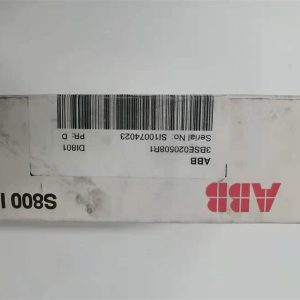 ABB
3BSE020508R1
DI801
Serial No: SI10074023
PR: D
ABB
S800 I